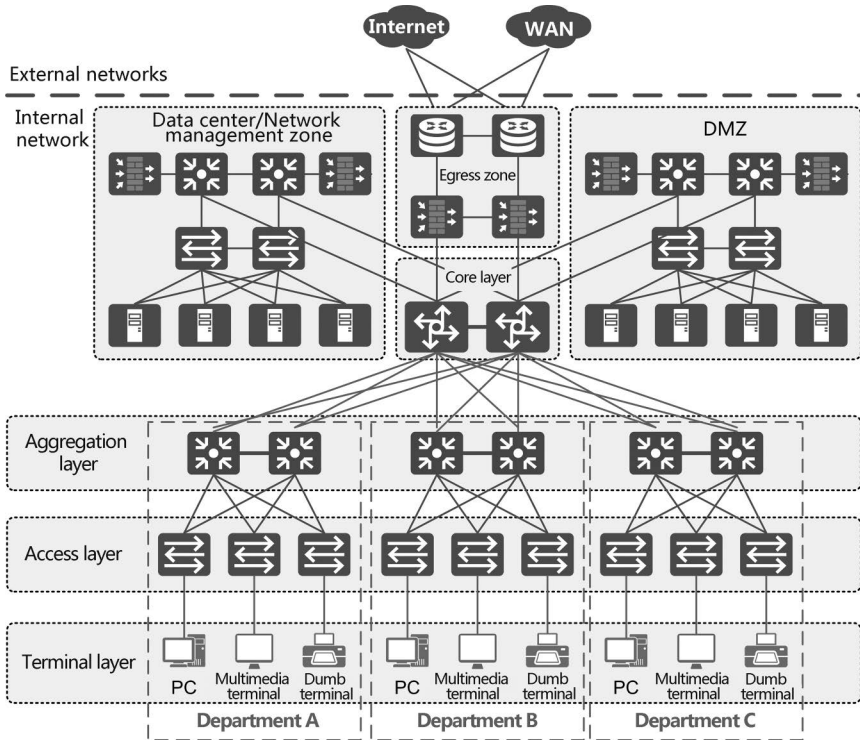 Internet
WAN
External networks
Internal
network
Data center/Network
management zone
DMZ
Egress zone
Core layer
Aggregation
layer
Access layer
Terminal layer
PC
Multimedia
terminal
Dumb
terminal
PC
Multimedia
terminal
Dumb
terminal
PC
Multimedia
terminal
Dumb
terminal
Department A
Department B
Department C